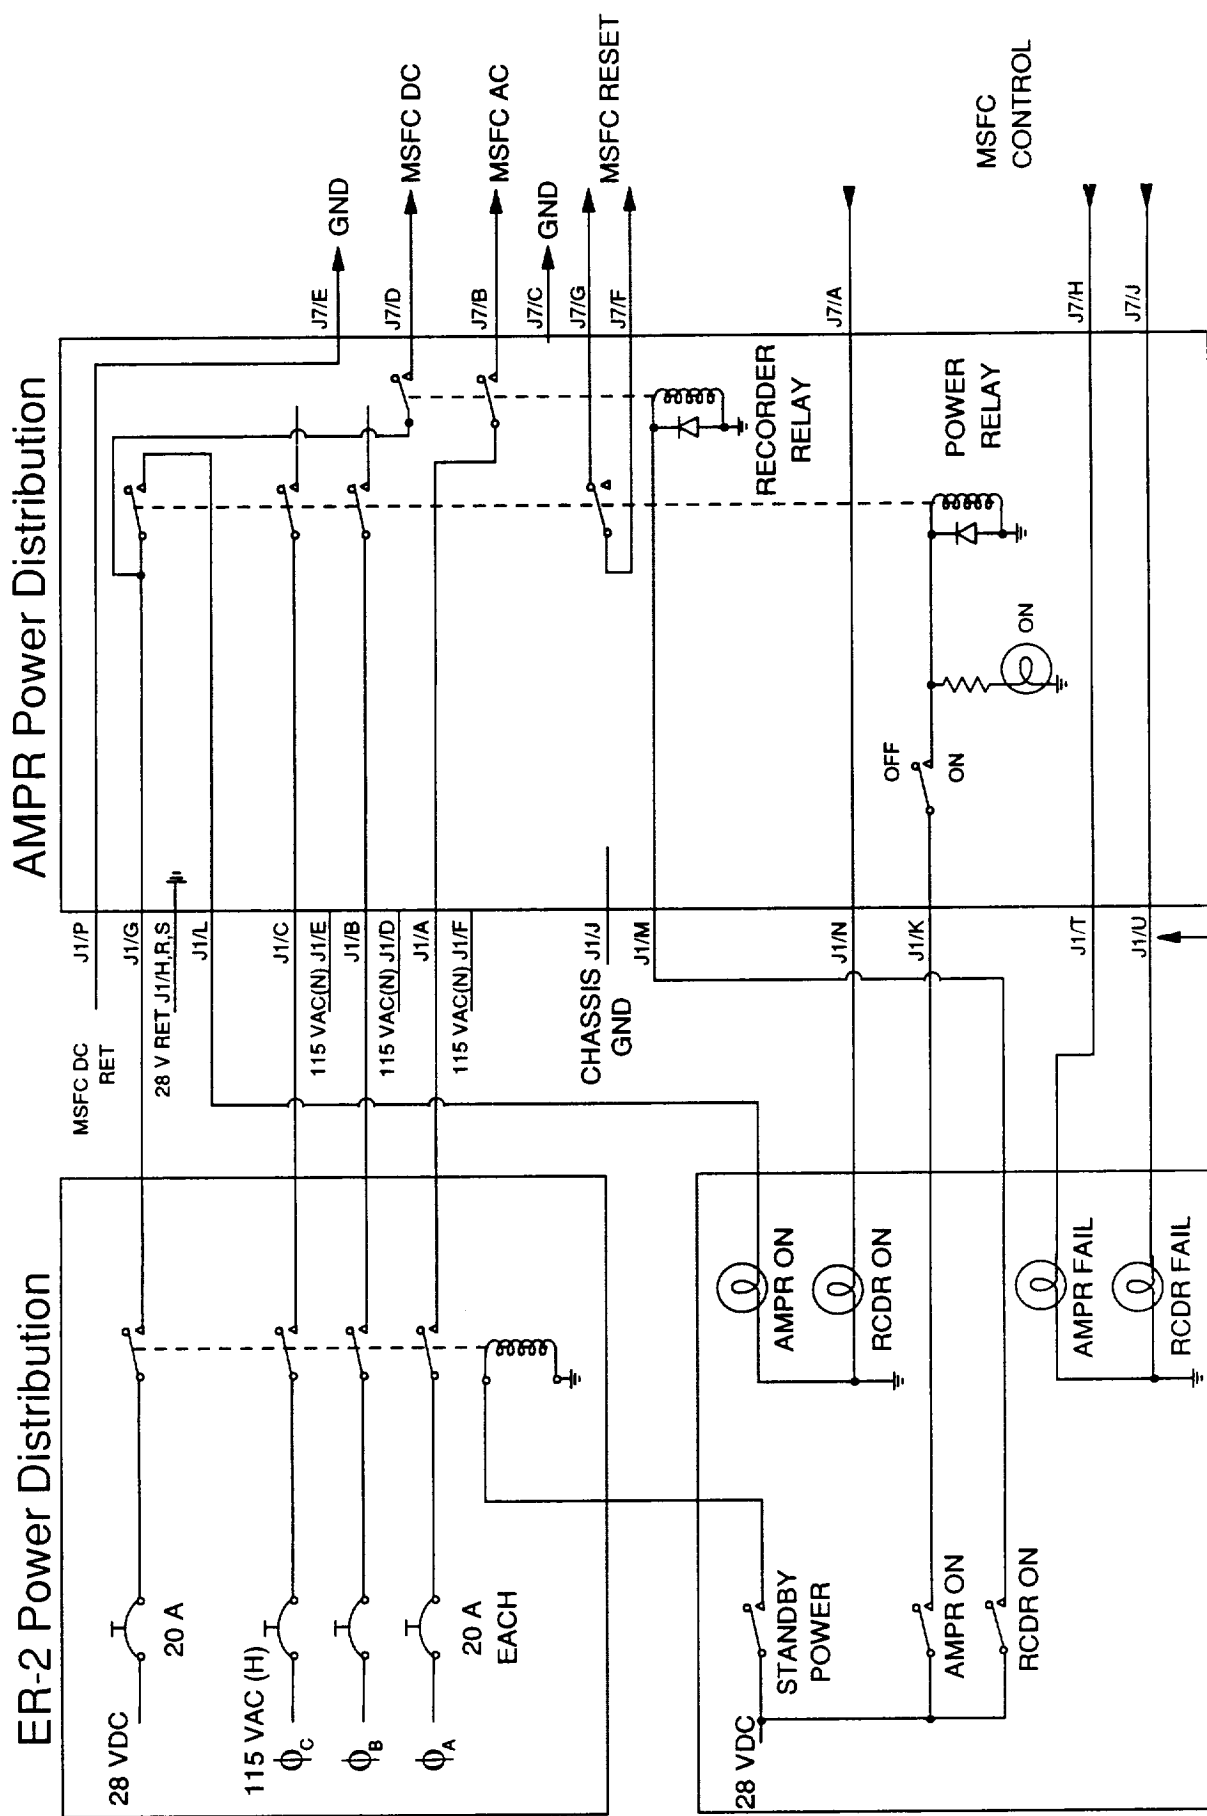 ER-2 Power Distribution
AMPR Power Distribution
28 VDC
20 A
115 VAC (H)
ϕC
ϕB
ϕA
20 A
EACH
28 VDC
STANDBY
POWER
AMPR ON
RCDR ON
AMPR ON
RCDR ON
AMPR FAIL
RCDR FAIL
MSFC DC
RET
J1/P
J1/G
28 V RET J1/H,R,S
J1/L
J1/C
115 VAC(N) J1/E
J1/B
115 VAC(N) J1/D
J1/A
115 VAC(N) J1/F
CHASSIS J1/J
GND
J1/M
J1/N
J1/K
J1/T
J1/U
OFF
ON
ON
RECORDER
RELAY
POWER
RELAY
J7/E
GND
J7/D
MSFC DC
J7/B
MSFC AC
J7/C
GND
J7/G
J7/F
MSFC RESET
J7/A
J7/H
J7/J
MSFC
CONTROL